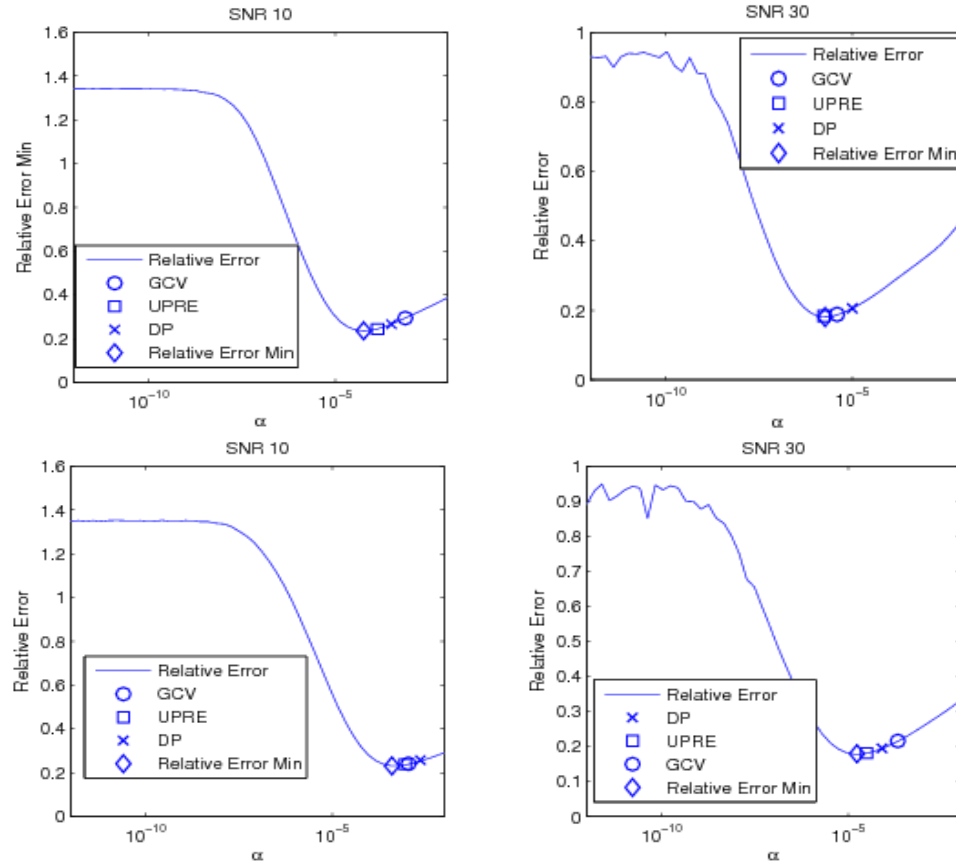 SNR 10
1.6
1.4
1.2
1
0.8
0.6
0.4
0.2
0
Relative Error Min
Relative Error
GCV
UPRE
DP
Relative Error Min
10^-10
10^-5
α
SNR 30
1
0.8
0.6
0.4
0.2
0
Relative Error
Relative Error
GCV
UPRE
DP
Relative Error Min
10^-10
10^-5
α
SNR 10
1.6
1.4
1.2
1
0.8
0.6
0.4
0.2
0
Relative Error
Relative Error
GCV
UPRE
DP
Relative Error Min
10^-10
10^-5
α
SNR 30
1
0.9
0.8
0.7
0.6
0.5
0.4
0.3
0.2
0.1
0
Relative Error
Relative Error
DP
UPRE
GCV
Relative Error Min
10^-10
10^-5
α